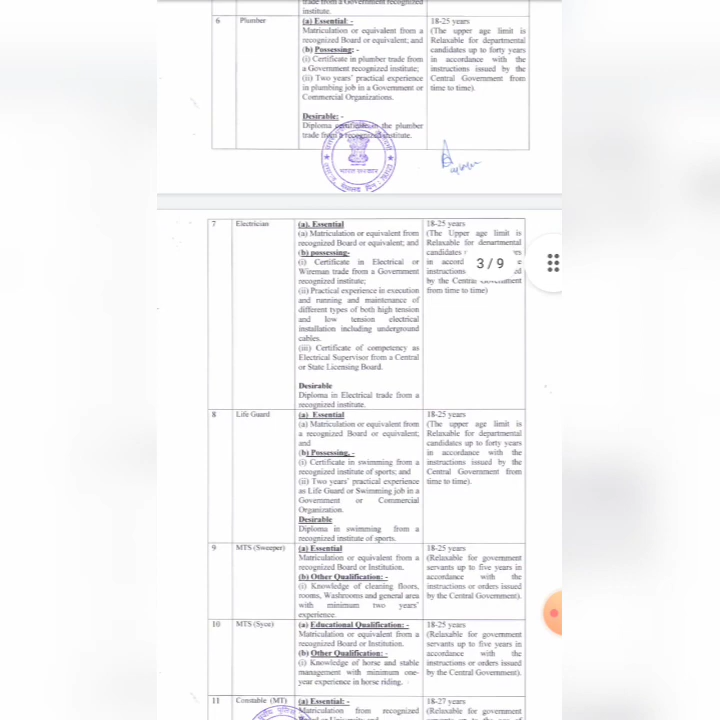 trade from a Government recognized
institute.
6 Plumber (a) Essential: - 18-25 years
Matriculation or equivalent from a (The upper age limit is
recognized Board or equivalent; and Relaxable for departmental
(b) Possessing: - candidates up to forty years
(i) Certificate in plumber trade from in accordance with the
a Government recognized institute; instructions issued by the
(ii) Two years' practical experience Central Government from
in plumbing job in a Government or time to time).
Commercial Organizations.
Desirable: -
Diploma certificate in the plumber
trade from a recognized institute.
भारत सरकार
7 Electrician (a). Essential 18-25 years
(a) Matriculation or equivalent from (The Upper age limit is
recognized Board or equivalent; and Relaxable for departmental
(b) possessing- candidates
(i) Certificate in Electrical or in accord
Wireman trade from a Government instructions
recognized institute; by the Central Government
(ii) Practical experience in execution from time to time)
and running and maintenance of
different types of both high tension
and low tension electrical
installation including underground
cables.
(iii) Certificate of competency as
Electrical Supervisor from a Central
or State Licensing Board.
3/9
Desirable
Diploma in Electrical trade from a
recognized institute.
8 Life Guard (a) Essential 18-25 years
(a) Matriculation or equivalent from (The upper age limit is
a recognized Board or equivalent; Relaxable for departmental
and candidates up to forty years
(b) Possessing, - in accordance with the
(i) Certificate in swimming from a instructions issued by the
recognized institute of sports; and Central Government from
(ii) Two years' practical experience time to time).
as Life Guard or Swimming job in a
Government or Commercial
Organization.
Desirable
Diploma in swimming from a
recognized institute of sports.
9 MTS (Sweeper) (a) Essential 18-25 years
Matriculation or equivalent from a (Relaxable for government
recognized Board or Institution. servants up to five years in
(b) Other Qualification: - accordance with the
(i) Knowledge of cleaning floors, instructions or orders issued
rooms, Washrooms and general area by the Central Government).
with minimum two years'
experience.
10 MTS (Syce) (a) Educational Qualification: - 18-25 years
Matriculation or equivalent from a (Relaxable for government
recognized Board or Institution. servants up to five years in
(b) Other Qualification: - accordance with the
(i) Knowledge of horse and stable instructions or orders issued
management with minimum one- by the Central Government).
year experience in horse riding.
11 Constable (MT) (a) Essential: - 18-27 years
Matriculation from recognized (Relaxable for government